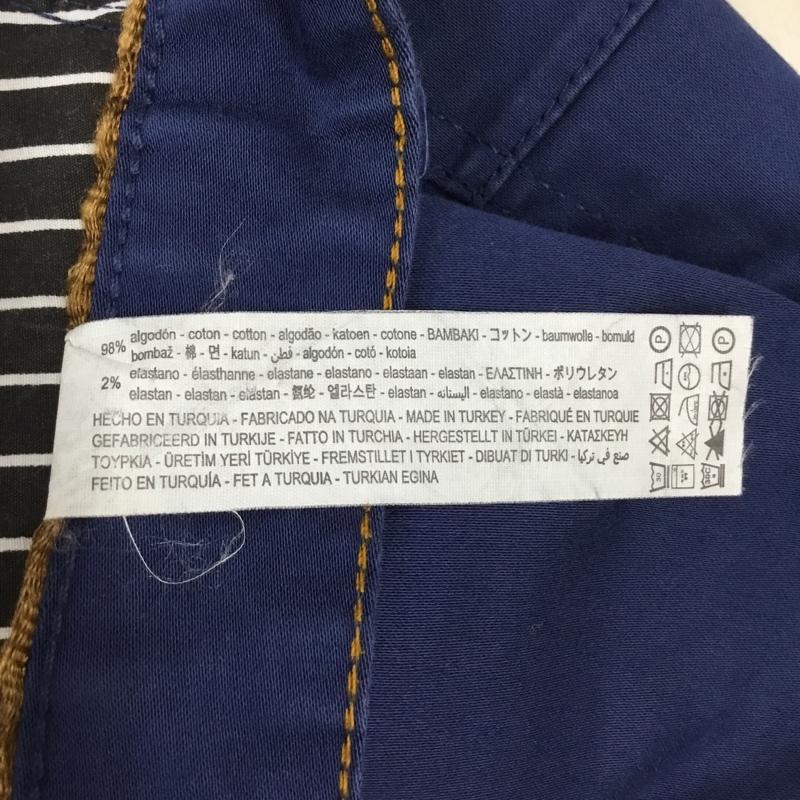 98% algodón - coton - cotton - algodão - katoen - cotone - BAMBAKI - コットン - baumwolle - bomuld
bombaž - 棉 - 면 - katun - قطن - algodón - cotó - kotoia
2% elastano - élasthanne - elastane - elastano - elastaan - elastan - ΕΛΑΣΤΙΝΗ - ポリウレタン
elastan - elastan - elastan - 氨纶 - 엘라스탄 - elastan - اليستانه - elastano - elastà - elastanoa
HECHO EN TURQUIA - FABRICADO NA TURQUIA - MADE IN TURKEY - FABRIQUÉ EN TURQUIE
GEFABRICEERD IN TURKIJE - FATTO IN TURCHIA - HERGESTELLT IN TÜRKEI - ΚΑΤΑΣΚΕΥΗ
ΤΟΥΡΚΙΑ - ÜRETİM YERİ TÜRKİYE - FREMSTILLET I TYRKIET - DIBUAT DI TURKI - صنع في تركيا
FEITO EN TURQUÍA - FET A TURQUIA - TURKIAN EGINA